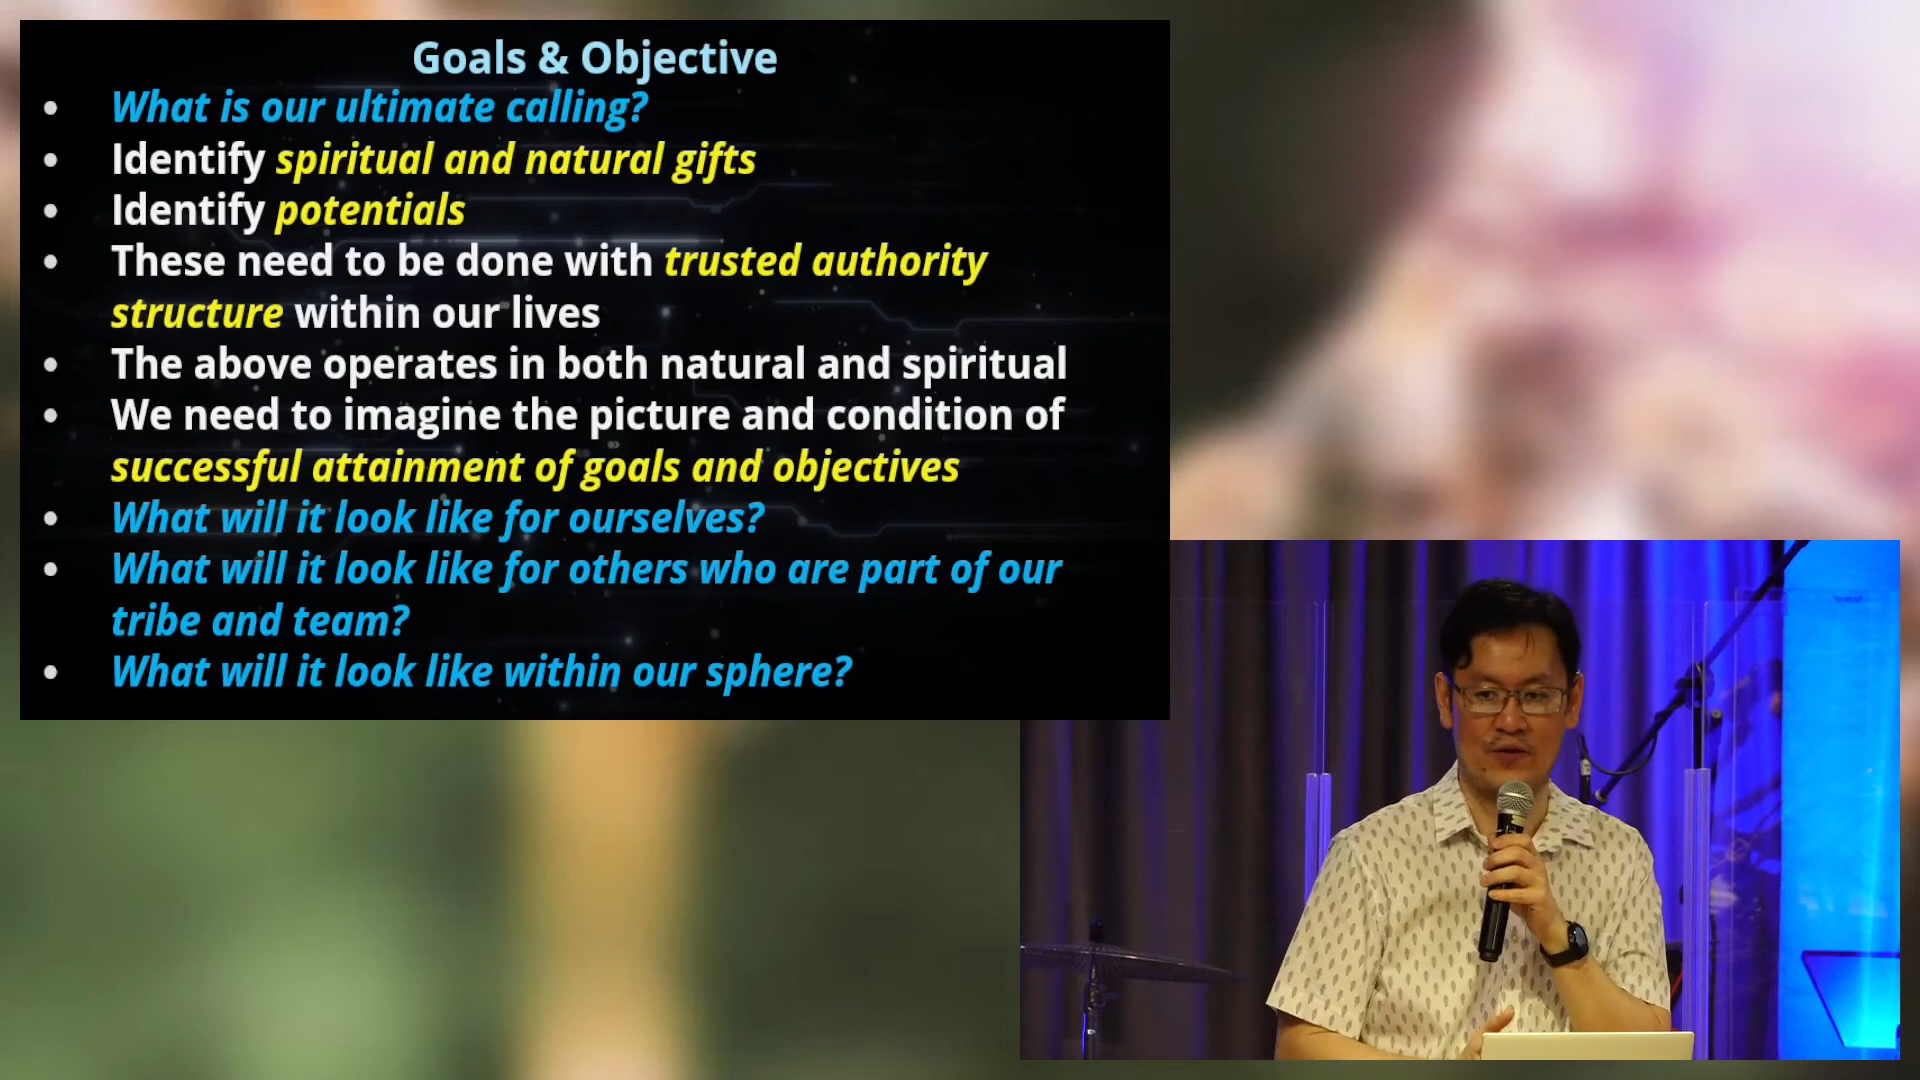 Goals & Objective
• What is our ultimate calling?
• Identify spiritual and natural gifts
• Identify potentials
• These need to be done with trusted authority
structure within our lives
• The above operates in both natural and spiritual
• We need to imagine the picture and condition of
successful attainment of goals and objectives
• What will it look like for ourselves?
• What will it look like for others who are part of our
tribe and team?
• What will it look like within our sphere?